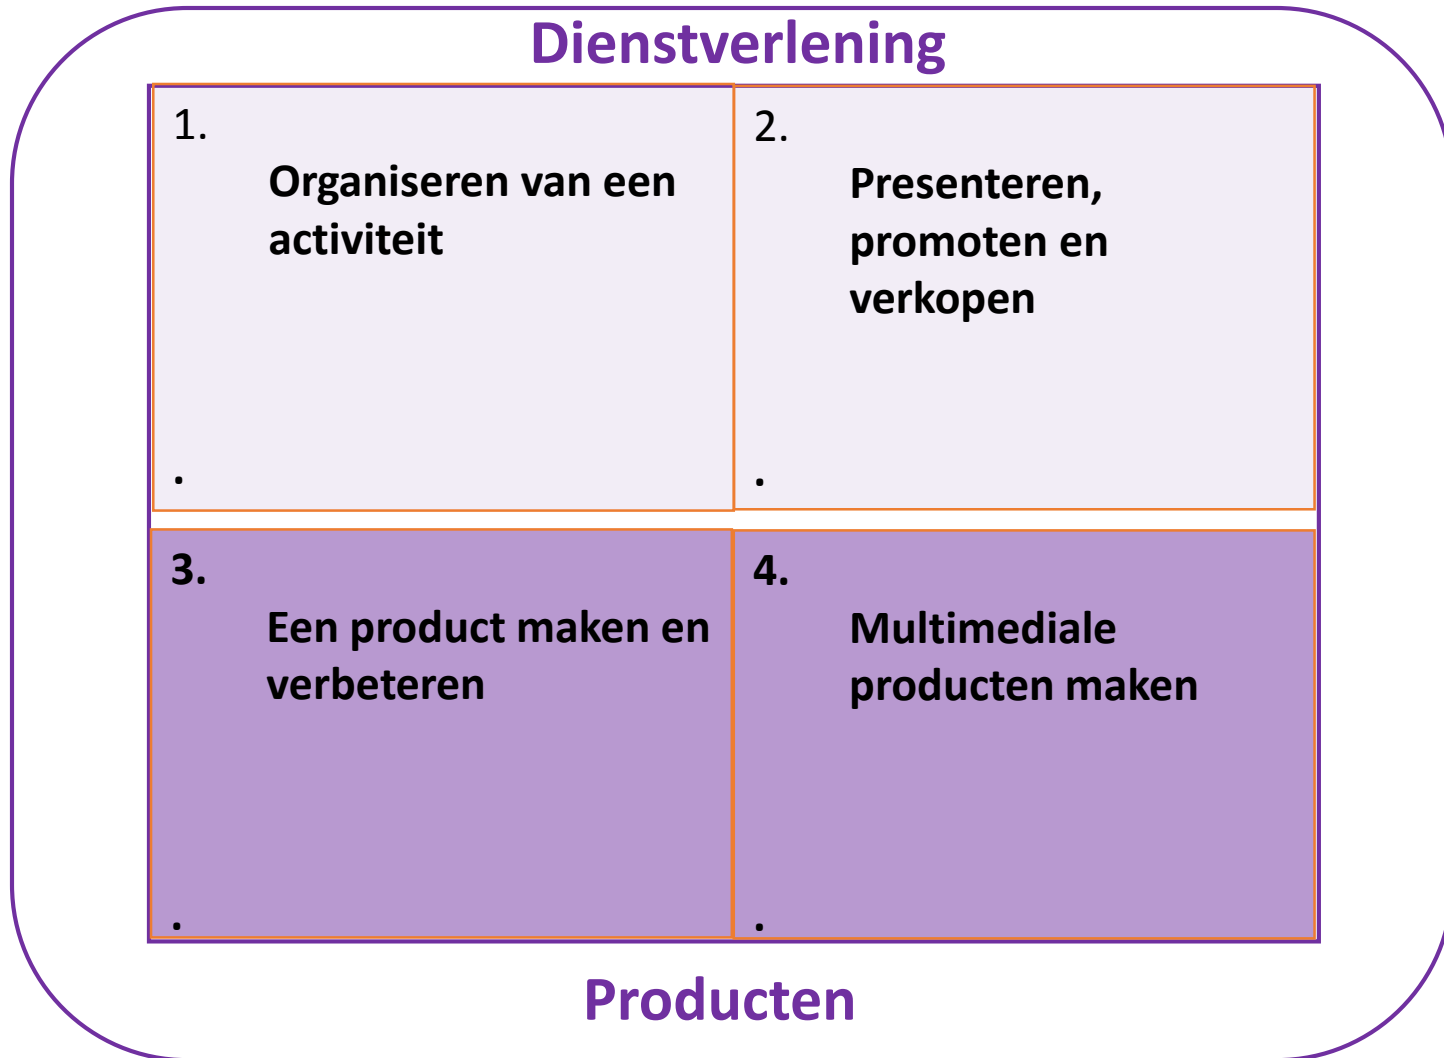 Dienstverlening
1.
Organiseren van een
activiteit
.
2.
Presenteren,
promoten en
verkopen
.
3.
Een product maken en
verbeteren
.
4.
Multimediale
producten maken
.
Producten